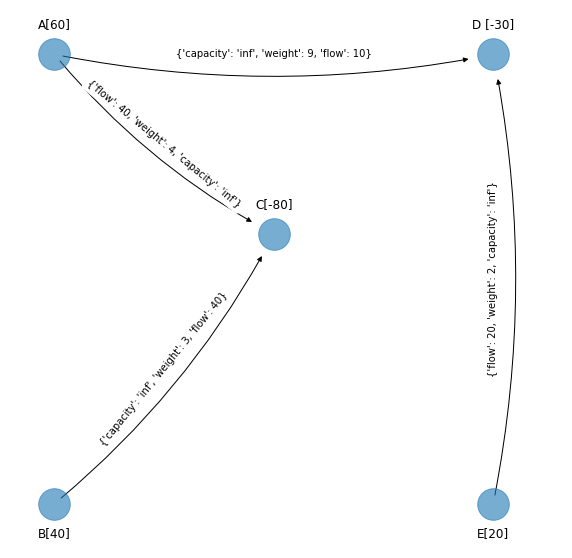 A[60]
D [-30]
{'capacity': 'inf', 'weight': 9, 'flow': 10}
{'flow': 40, 'weight': 4, 'capacity': 'inf'}
C[-80]
{'flow': 20, 'weight': 2, 'capacity': 'inf'}
{'capacity': 'inf', 'weight': 3, 'flow': 40}
B[40]
E[20]